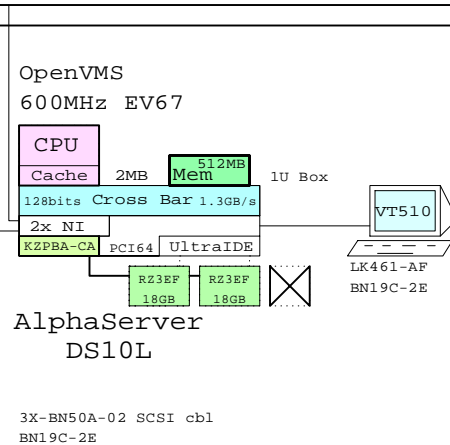 OpenVMS
600MHz EV67
CPU
Cache 2MB
512MB
Mem
1U Box
128bits Cross Bar 1.3GB/s
2x NI
KZPBA-CA PCI64 UltraIDE
VT510
RZ3EF RZ3EF
18GB 18GB
LK461-AF
BN19C-2E
AlphaServer
DS10L
3X-BN50A-02 SCSI cbl
BN19C-2E